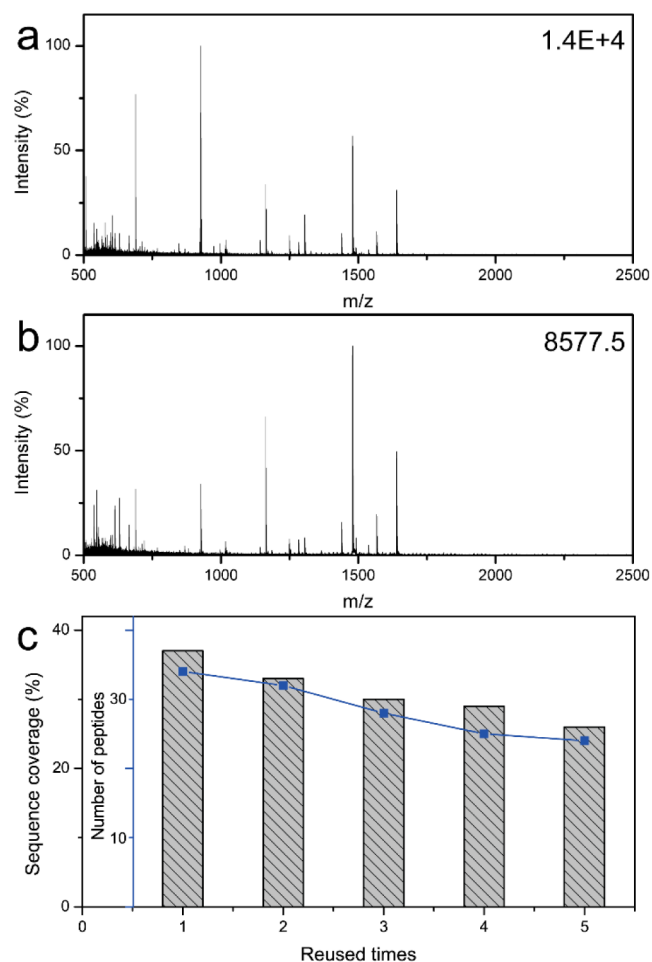 a
1.4E+4
Intensity (%)
100
50
0
500 1000 1500 2000 2500
m/z
b
8577.5
Intensity (%)
100
50
0
500 1000 1500 2000 2500
m/z
c
Sequence coverage (%)
40
20
0
Number of peptides
30
10
0 1 2 3 4 5
Reused times